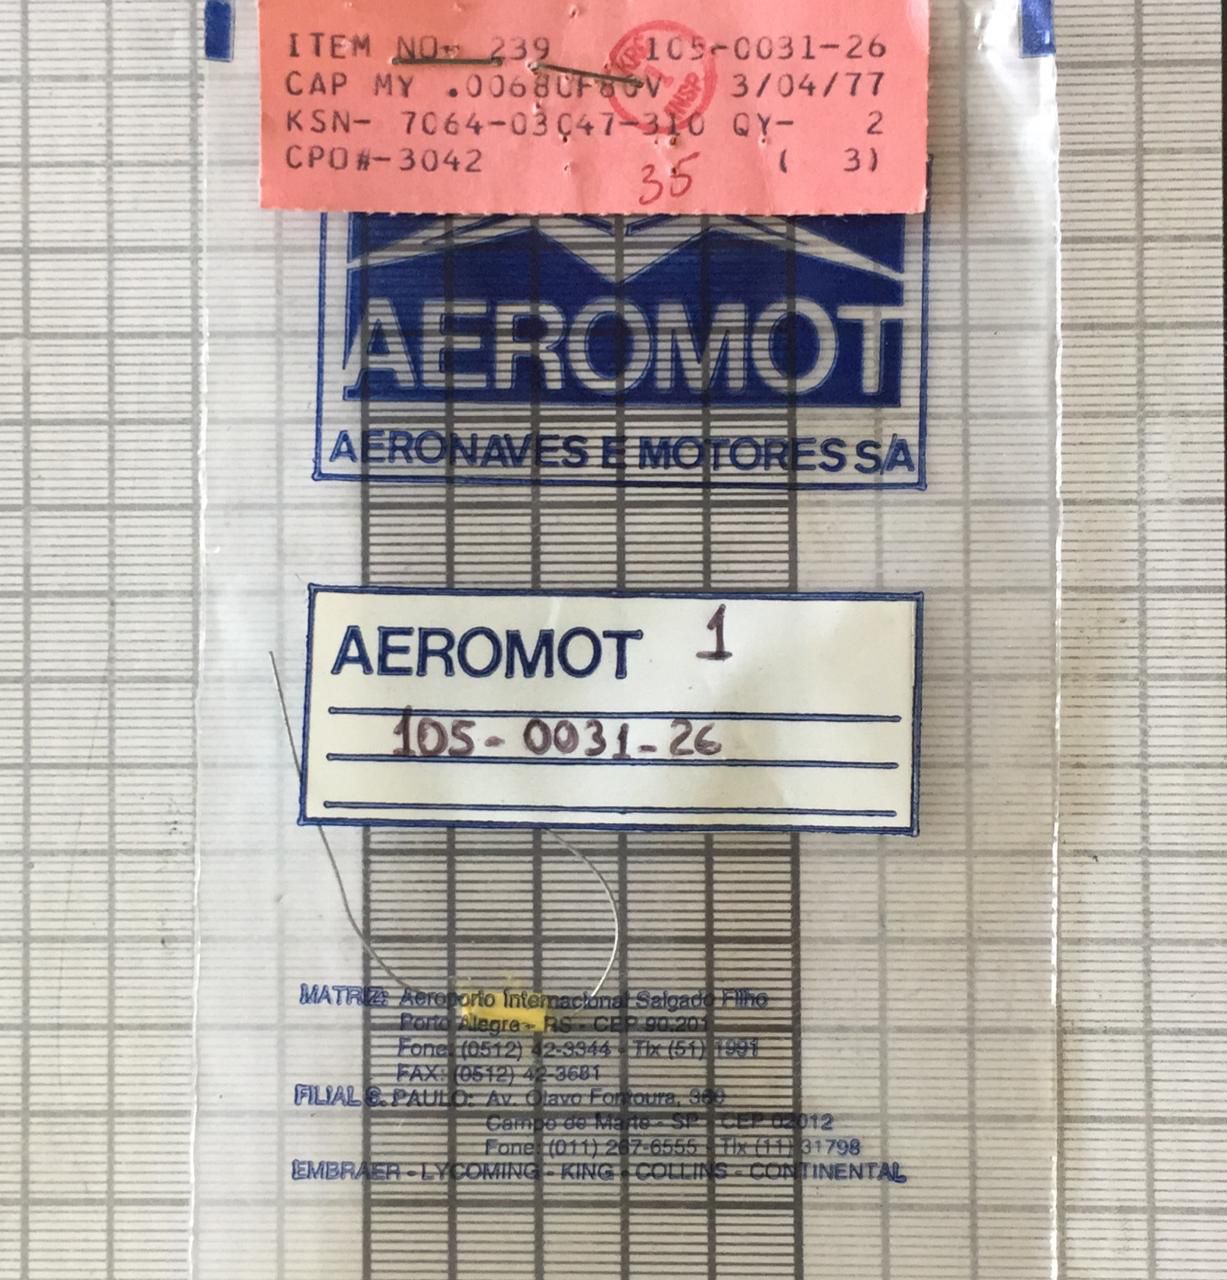 ITEM NO- 239 105-0031-26
CAP MY .0068UF80V 3/04/77
KSN- 7064-03047-310 QY- 2
CPO#-3042 ( 3)
35
INSP
AEROMOT
AERONAVES E MOTORES S/A
AEROMOT 1
105-0031-26
MATRIZ: Aeroporto Internacional Salgado Filho
Porto Alegre - RS - CEP 90.201
Fone: (0512) 42-3344 - Tlx (51) 1991
FAX: (0512) 42-3681
FILIAL S. PAULO: Av. Olavo Fontoura, 369
Campo de Marte - SP - CEP 02012
Fone: (011) 267-6555 - Tlx (11) 31798
EMBRAER - LYCOMING - KING - COLLINS - CONTINENTAL